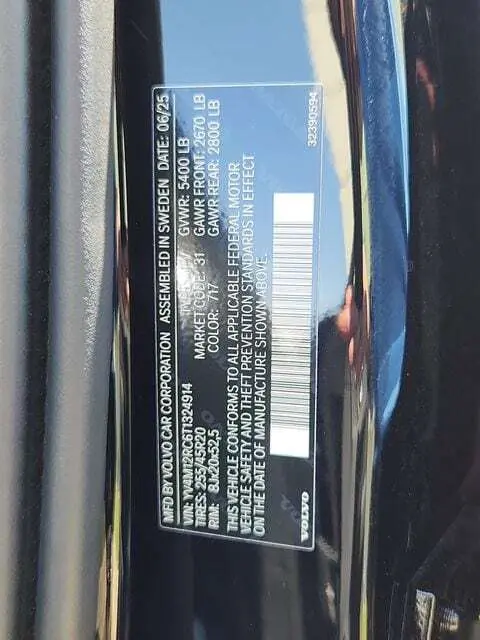 MFD BY VOLVO CAR CORPORATION ASSEMBLED IN SWEDEN DATE: 06/25
VIN: YV4M12RC6T1324914 GVWR: 5400 LB
TIRES: 255/45R20 MARKET CODE: 31 GAWR FRONT: 2670 LB
RIM: 8Jx20x52,5 COLOR: 717 GAWR REAR: 2800 LB
THIS VEHICLE CONFORMS TO ALL APPLICABLE FEDERAL MOTOR
VEHICLE SAFETY AND THEFT PREVENTION STANDARDS IN EFFECT
ON THE DATE OF MANUFACTURE SHOWN ABOVE.
VOLVO 32390594